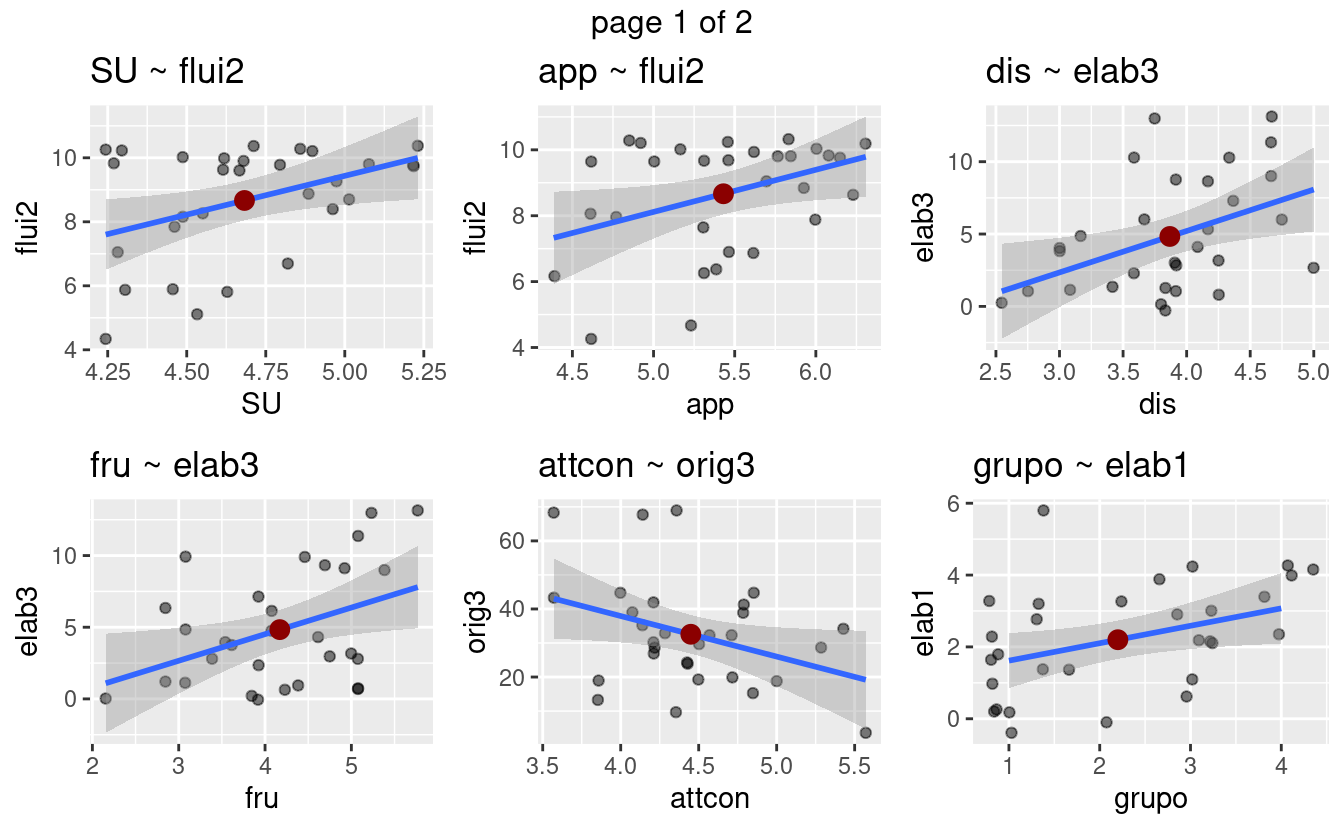 page 1 of 2
SU ~ flui2
flui2
10
8
6
4
4.25 4.50 4.75 5.00 5.25
SU
app ~ flui2
flui2
10
8
6
4
4.5 5.0 5.5 6.0
app
dis ~ elab3
elab3
10
5
0
2.5 3.0 3.5 4.0 4.5 5.0
dis
fru ~ elab3
elab3
10
5
0
2 3 4 5
fru
attcon ~ orig3
orig3
60
40
20
3.5 4.0 4.5 5.0 5.5
attcon
grupo ~ elab1
elab1
6
4
2
0
1 2 3 4
grupo